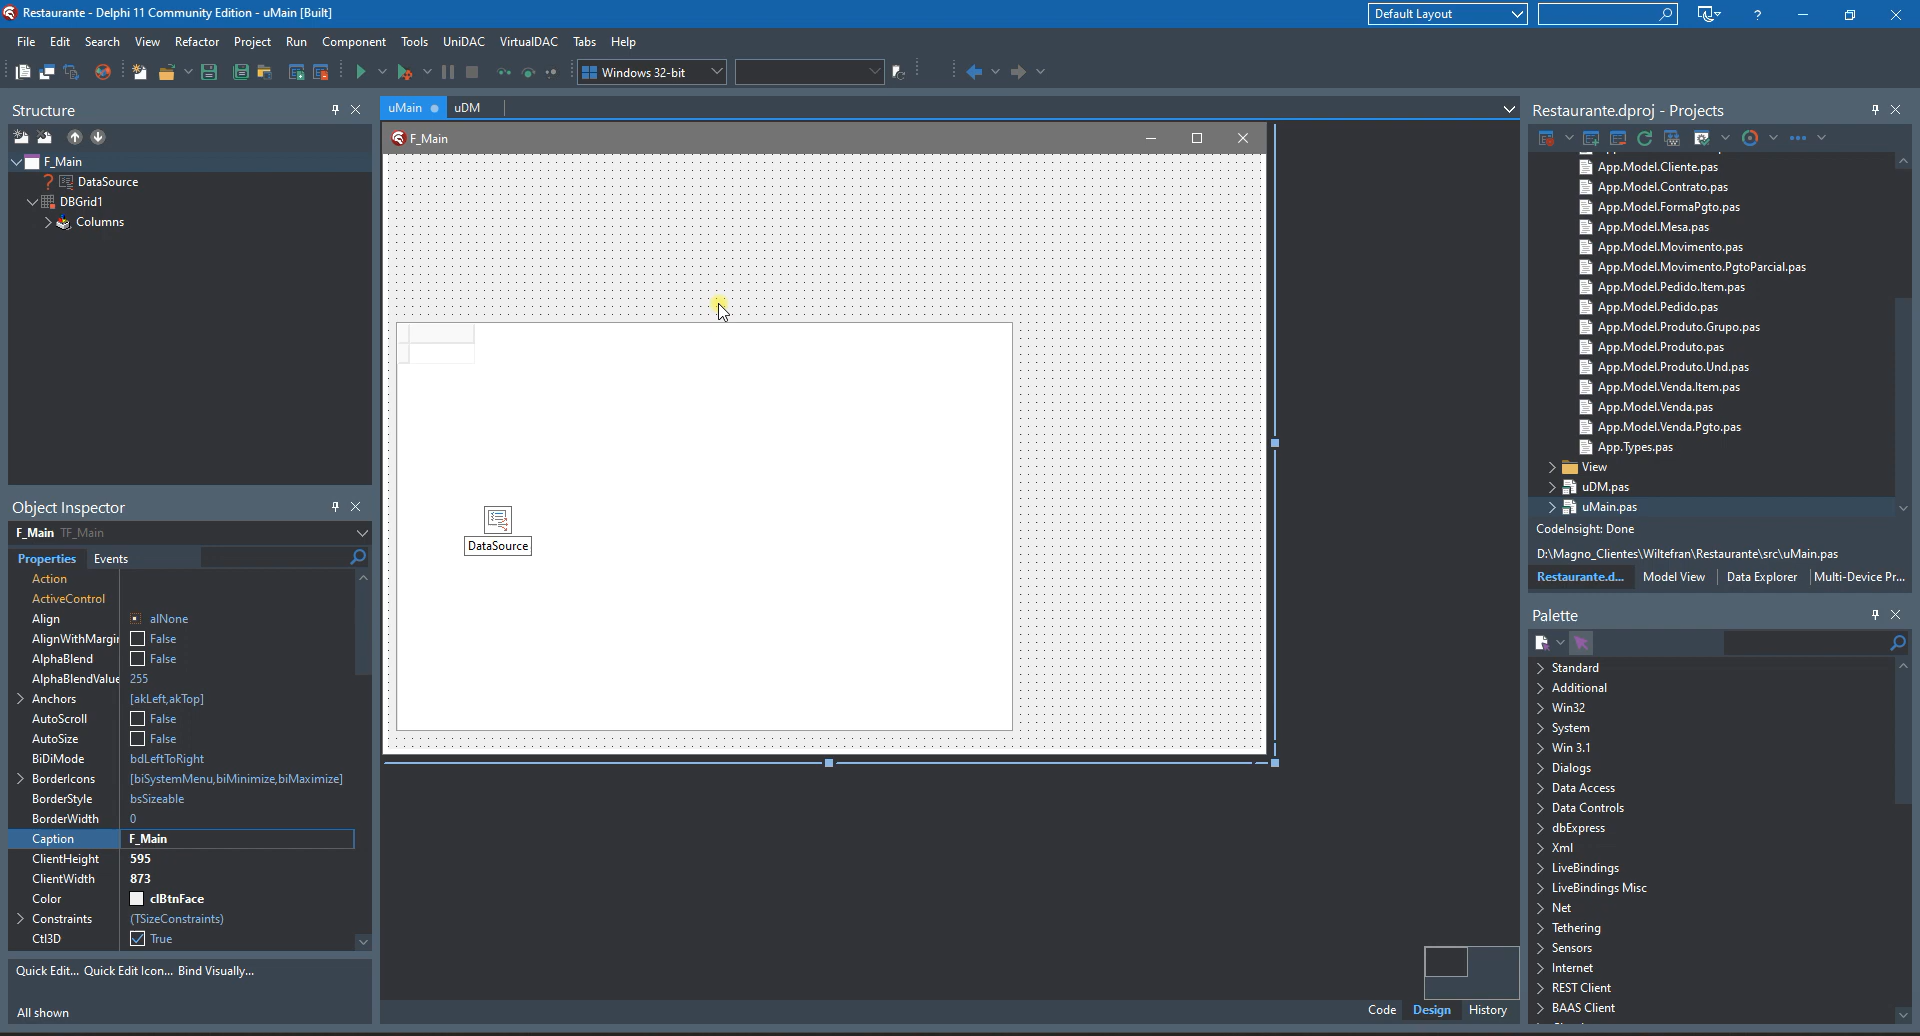 Restaurante - Delphi 11 Community Edition - uMain [Built]
Default Layout
?
File Edit Search View Refactor Project Run Component Tools UniDAC VirtualDAC Tabs Help
Windows 32-bit
Structure
F_Main
? DataSource
DBGrid1
Columns
uMain
uDM
F_Main
DataSource
Object Inspector
F_Main TF_Main
Properties Events
Action
ActiveControl
Align alNone
AlignWithMargin False
AlphaBlend False
AlphaBlendValue 255
Anchors [akLeft,akTop]
AutoScroll False
AutoSize False
BiDiMode bdLeftToRight
BorderIcons [biSystemMenu,biMinimize,biMaximize]
BorderStyle bsSizeable
BorderWidth 0
Caption F_Main
ClientHeight 595
ClientWidth 873
Color clBtnFace
Constraints (TSizeConstraints)
Ctl3D True
Quick Edit... Quick Edit Icon... Bind Visually...
All shown
Code Design History
Restaurante.dproj - Projects
App.Model.Cliente.pas
App.Model.Contrato.pas
App.Model.FormaPgto.pas
App.Model.Mesa.pas
App.Model.Movimento.pas
App.Model.Movimento.PgtoParcial.pas
App.Model.Pedido.Item.pas
App.Model.Pedido.pas
App.Model.Produto.Grupo.pas
App.Model.Produto.pas
App.Model.Produto.Und.pas
App.Model.Venda.Item.pas
App.Model.Venda.pas
App.Model.Venda.Pgto.pas
App.Types.pas
View
uDM.pas
uMain.pas
CodeInsight: Done
D:\Magno_Clientes\Wiltefran\Restaurante\src\uMain.pas
Restaurante.d... Model View Data Explorer Multi-Device Pr...
Palette
Standard
Additional
Win32
System
Win 3.1
Dialogs
Data Access
Data Controls
dbExpress
Xml
LiveBindings
LiveBindings Misc
Net
Tethering
Sensors
Internet
REST Client
BAAS Client